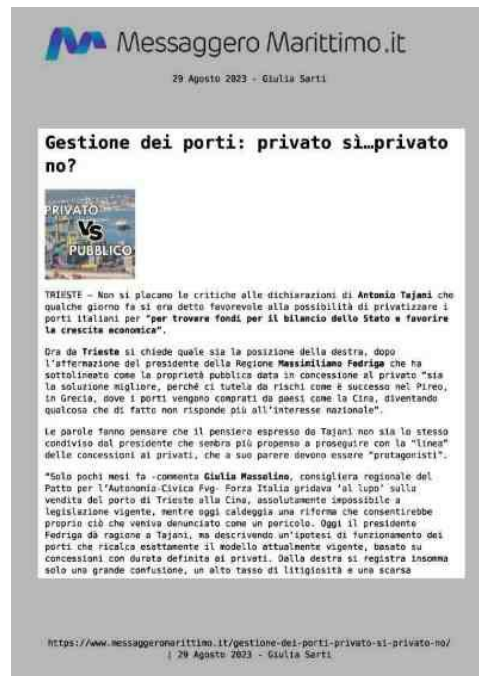 Messaggero Marittimo.it
29 Agosto 2023 - Giulia Sarti
Gestione dei porti: privato sì…privato
no?
PRIVATO
VS
PUBBLICO
TRIESTE – Non si placano le critiche alle dichiarazioni di Antonio Tajani che
qualche giorno fa si era detto favorevole alla possibilità di privatizzare i
porti italiani per "per trovare fondi per il bilancio dello Stato e favorire
la crescita economica".
Ora da Trieste si chiede quale sia la posizione della destra, dopo
l'affermazione del presidente della Regione Massimiliano Fedriga che ha
sottolineato come la proprietà pubblica data in concessione al privato "sia
la soluzione migliore, perché ci tutela da rischi come è successo nel Pireo,
in Grecia, dove i porti vengono comprati da paesi come la Cina, diventando
qualcosa che di fatto non risponde più all'interesse nazionale".
Le parole fanno pensare che il pensiero espresso da Tajani non sia lo stesso
condiviso dal presidente che sembra più propenso a proseguire con la "linea"
delle concessioni ai privati, che a suo parere devono essere "protagonisti".
"Solo pochi mesi fa -commenta Giulia Massolino, consigliera regionale del
Patto per l'Autonomia-Civica Fvg- Forza Italia gridava 'al lupo' sulla
vendita del porto di Trieste alla Cina, assolutamente impossibile a
legislazione vigente, mentre oggi caldeggia una riforma che consentirebbe
proprio ciò che veniva denunciato come un pericolo. Oggi il presidente
Fedriga dà ragione a Tajani, ma descrivendo un'ipotesi di funzionamento dei
porti che ricalca esattamente il modello attualmente vigente, basato su
concessioni con durata definita ai privati. Dalla destra si registra insomma
solo una grande confusione, un alto tasso di litigiosità e una scarsa
https://www.messaggeromarittimo.it/gestione-dei-porti-privato-si-privato-no/
| 29 Agosto 2023 - Giulia Sarti